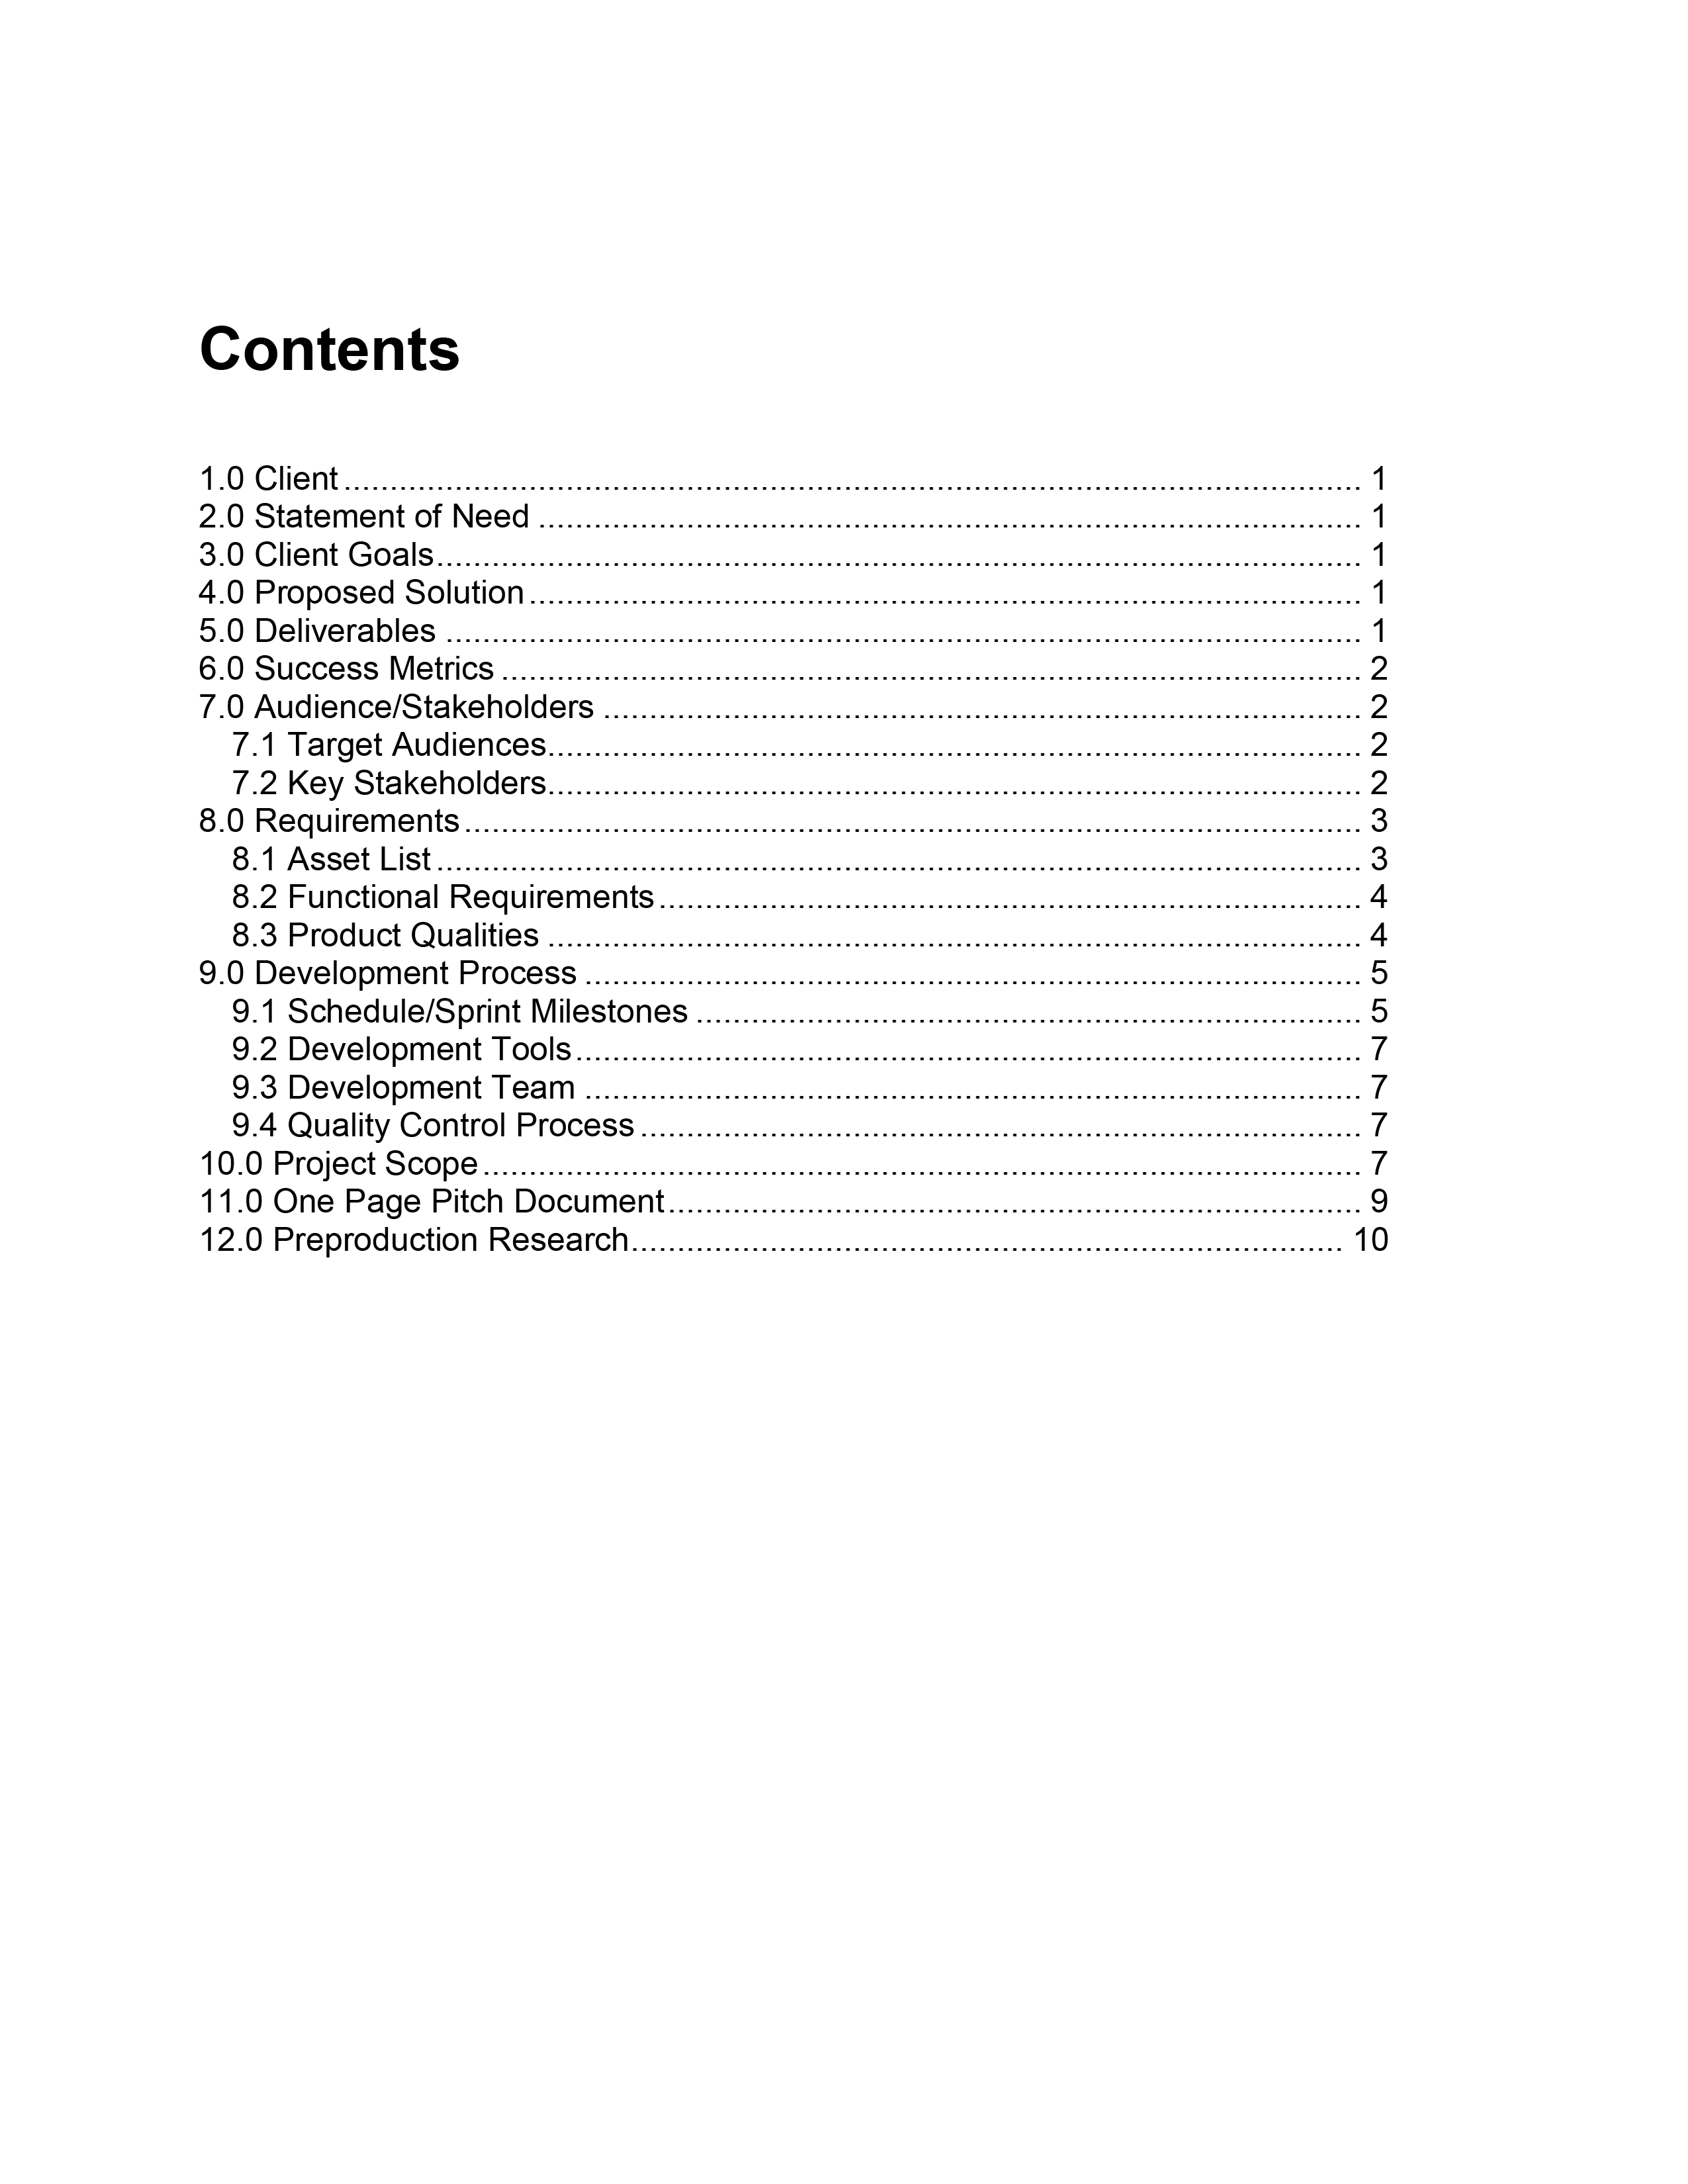 Contents
1.0 Client ........................................ 1
2.0 Statement of Need ........................................ 1
3.0 Client Goals ........................................ 1
4.0 Proposed Solution ........................................ 1
5.0 Deliverables ........................................ 1
6.0 Success Metrics ........................................ 2
7.0 Audience/Stakeholders ........................................ 2
7.1 Target Audiences ........................................ 2
7.2 Key Stakeholders ........................................ 2
8.0 Requirements ........................................ 3
8.1 Asset List ........................................ 3
8.2 Functional Requirements ........................................ 4
8.3 Product Qualities ........................................ 4
9.0 Development Process ........................................ 5
9.1 Schedule/Sprint Milestones ........................................ 5
9.2 Development Tools ........................................ 7
9.3 Development Team ........................................ 7
9.4 Quality Control Process ........................................ 7
10.0 Project Scope ........................................ 7
11.0 One Page Pitch Document ........................................ 9
12.0 Preproduction Research ........................................ 10